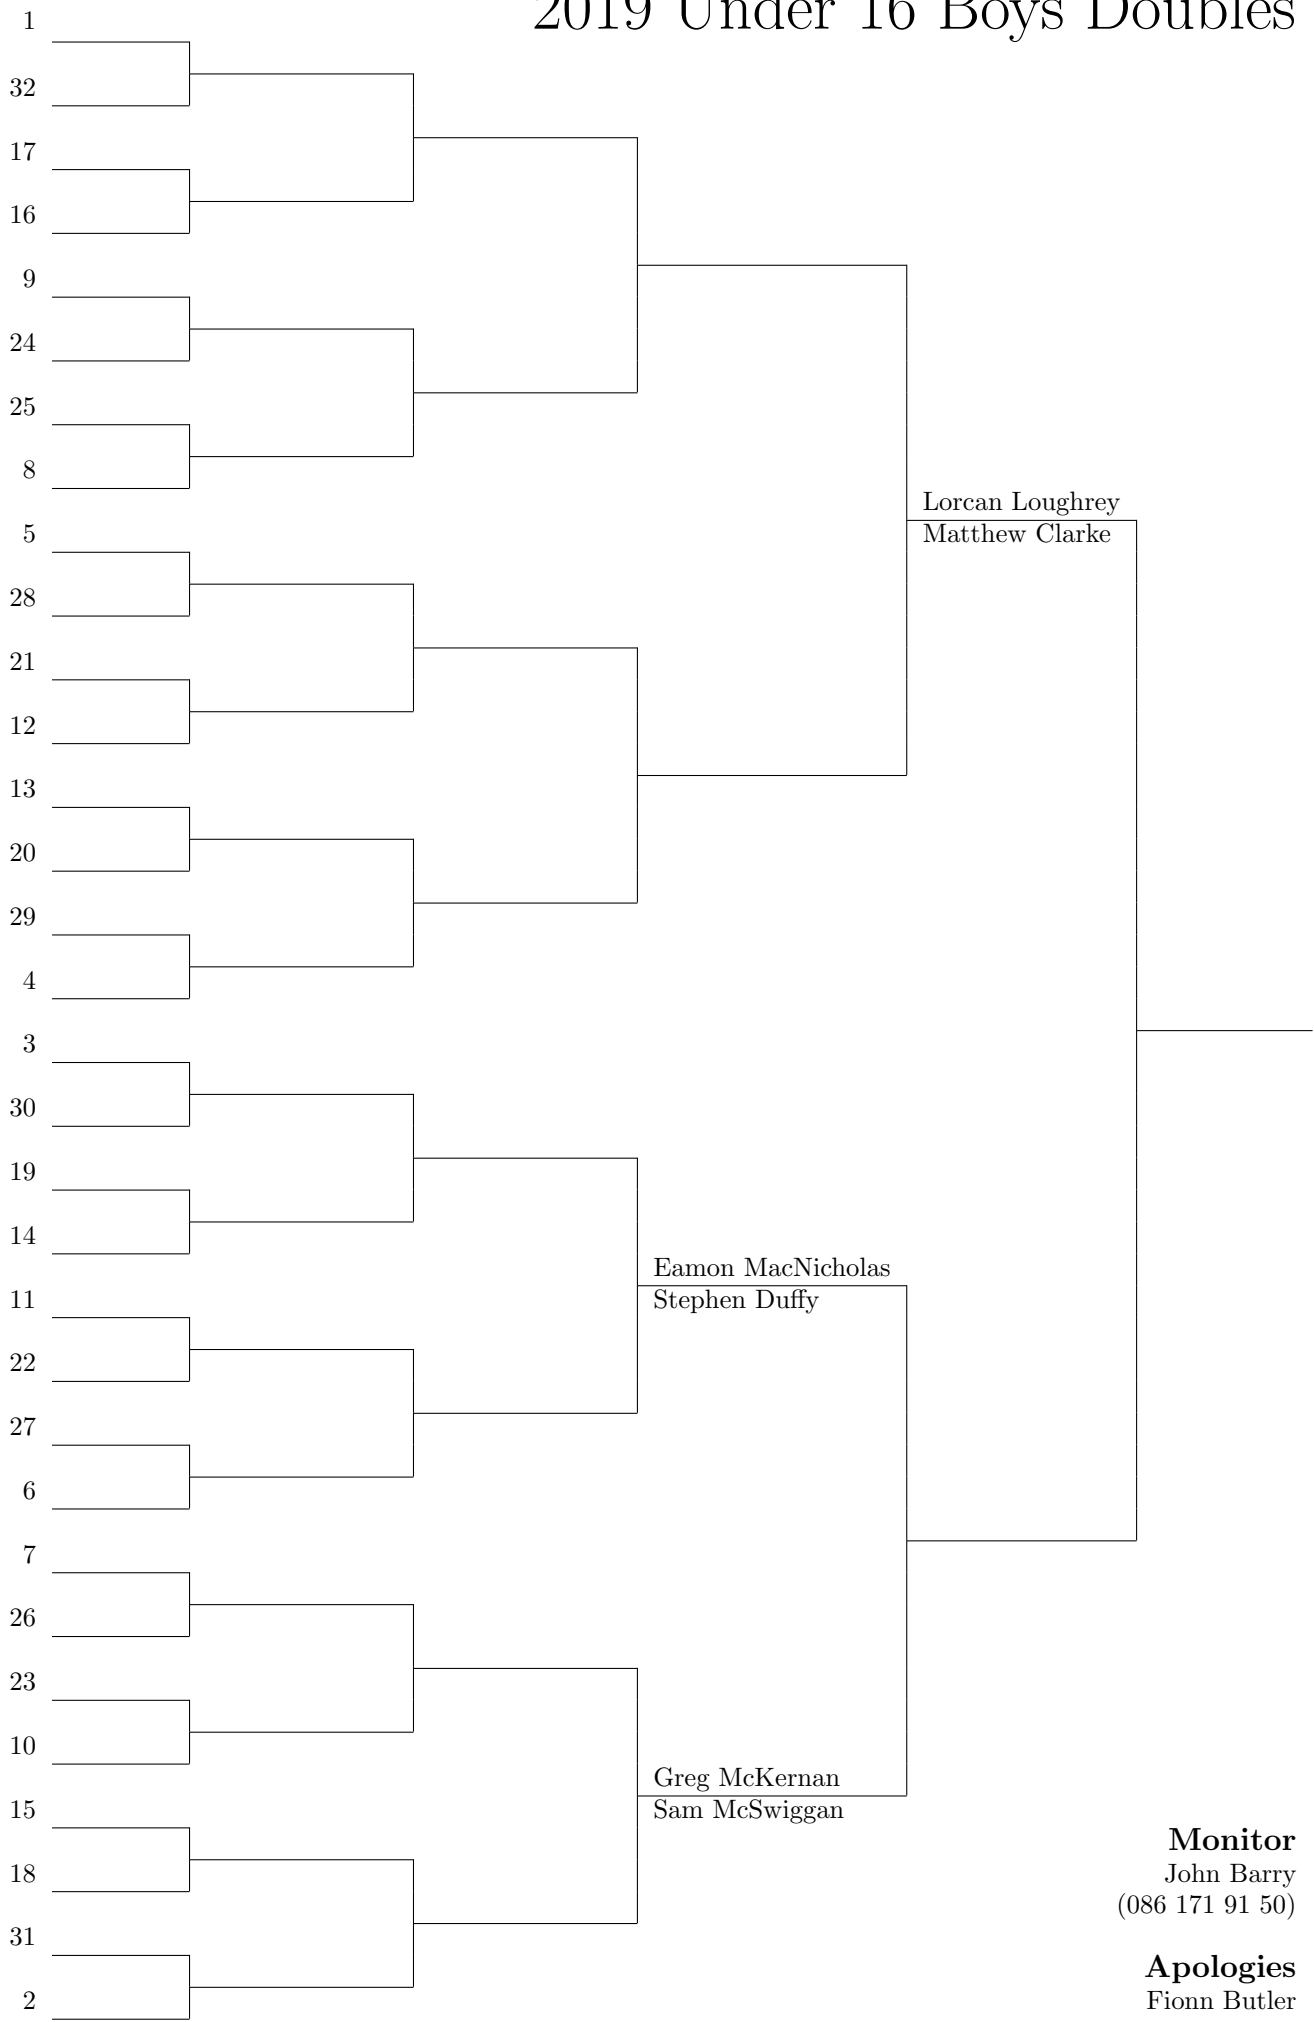 2019 Under 16 Boys Doubles
1
32
17
16
9
24
25
8
Lorcan Loughrey
Matthew Clarke
5
28
21
12
13
20
29
4
3
30
19
14
Eamon MacNicholas
Stephen Duffy
11
22
27
6
7
26
23
10
Greg McKernan
Sam McSwiggan
15
18
31
2
Monitor
John Barry
(086 171 91 50)
Apologies
Fionn Butler